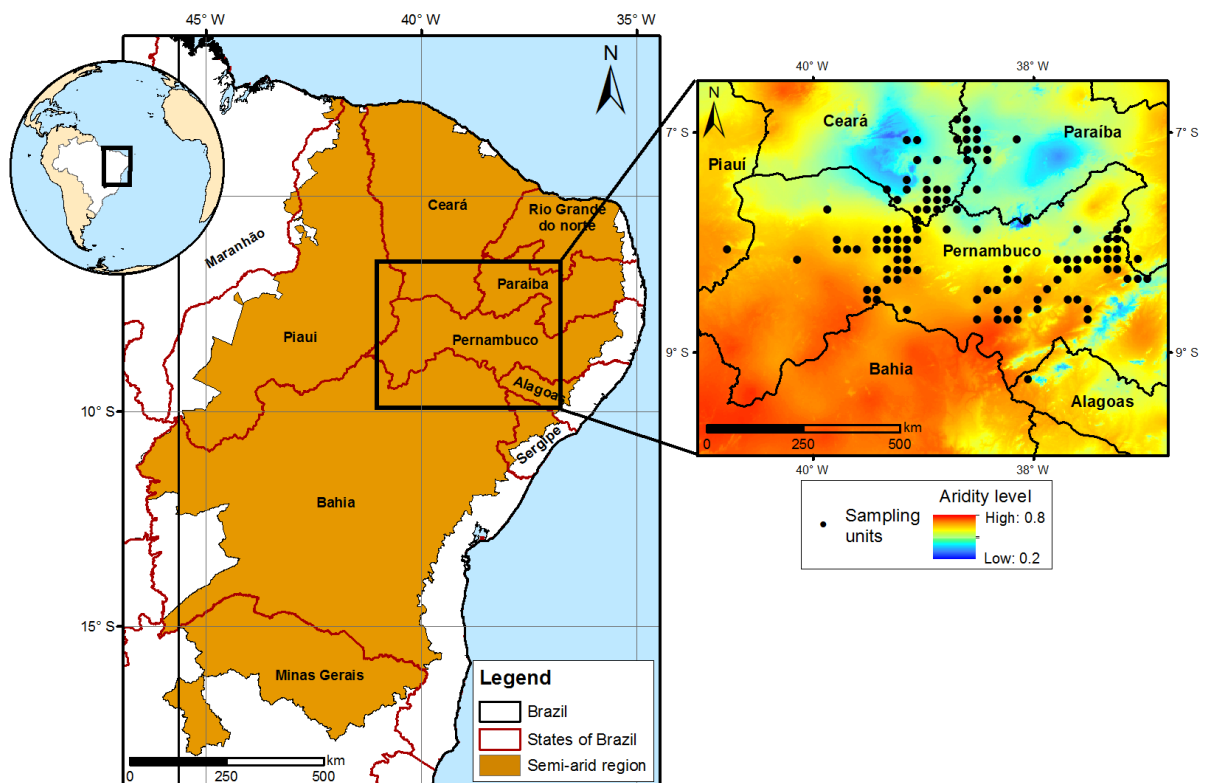 45° W
40° W
35° W
N
Maranhão
Ceará
Rio Grande
do norte
Paraíba
Piaui
Pernambuco
Alagoas
10° S
Sergipe
Bahia
15° S
Minas Gerais
Legend
Brazil
States of Brazil
Semi-arid region
km
0
250
500
40° W
38° W
N
7° S
7° S
Ceará
Paraíba
Piauí
Pernambuco
9° S
9° S
Bahia
Alagoas
km
0
250
500
40° W
38° W
Sampling
units
Aridity level
High: 0.8
Low: 0.2